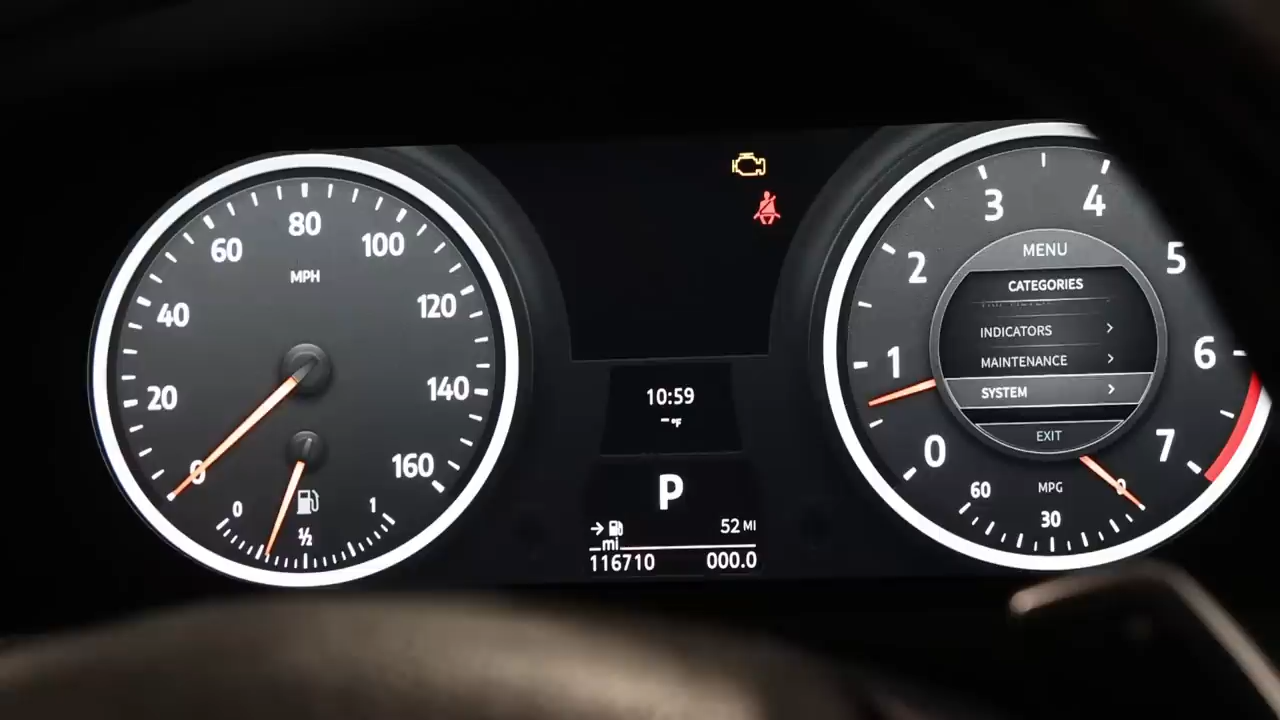 80
60 100
MPH
40 120
20 140
0 160
0 1
½
10:59
-°F
P
→ 52 MI
_mi
116710 000.0
3 4
2 5
1 6
0 7
MENU
CATEGORIES
INDICATORS >
MAINTENANCE >
SYSTEM >
EXIT
60 MPG 0
30